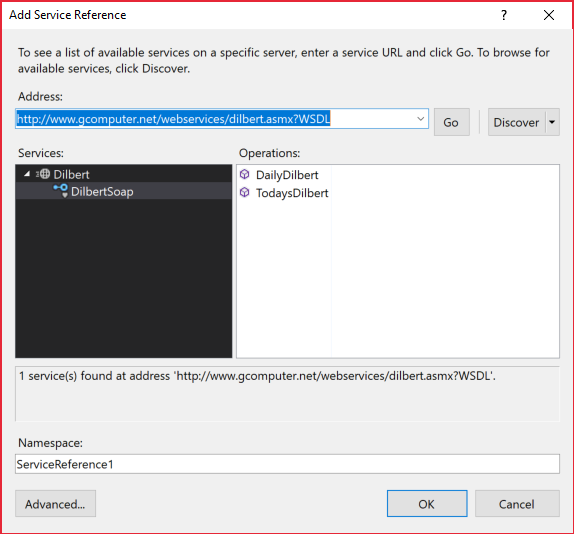 Add Service Reference
?
To see a list of available services on a specific server, enter a service URL and click Go. To browse for
available services, click Discover.
Address:
http://www.gcomputer.net/webservices/dilbert.asmx?WSDL
Go
Discover
Services:
Operations:
Dilbert
DilbertSoap
DailyDilbert
TodaysDilbert
1 service(s) found at address 'http://www.gcomputer.net/webservices/dilbert.asmx?WSDL'.
Namespace:
ServiceReference1
Advanced...
OK
Cancel